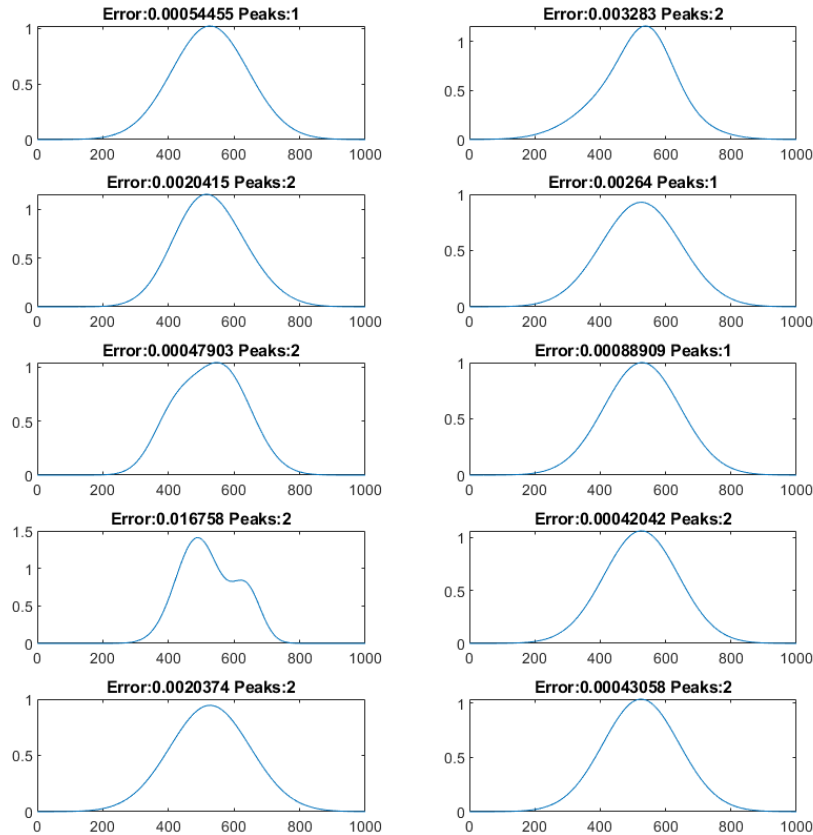 Error:0.00054455 Peaks:1
1
0.5
0
0 200 400 600 800 1000
Error:0.003283 Peaks:2
1
0.5
0
0 200 400 600 800 1000
Error:0.0020415 Peaks:2
1
0.5
0
0 200 400 600 800 1000
Error:0.00264 Peaks:1
1
0.5
0
0 200 400 600 800 1000
Error:0.00047903 Peaks:2
1
0.5
0
0 200 400 600 800 1000
Error:0.00088909 Peaks:1
1
0.5
0
0 200 400 600 800 1000
Error:0.016758 Peaks:2
1.5
1
0.5
0
0 200 400 600 800 1000
Error:0.00042042 Peaks:2
1
0.5
0
0 200 400 600 800 1000
Error:0.0020374 Peaks:2
1
0.5
0
0 200 400 600 800 1000
Error:0.00043058 Peaks:2
1
0.5
0
0 200 400 600 800 1000